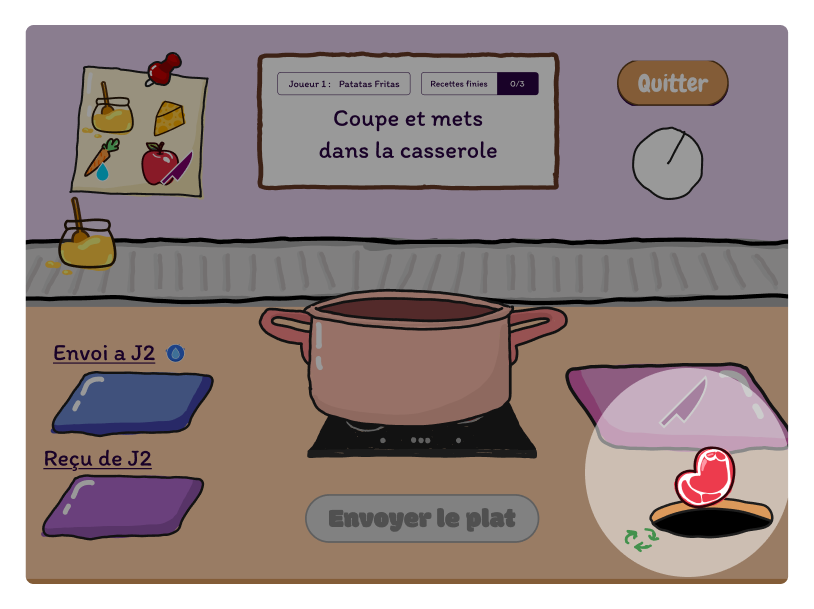 Joueur 1 : Patatas Fritas
Recettes finies 0/3
Quitter
Coupe et mets
dans la casserole
Envoi a J2
Reçu de J2
Envoyer le plat